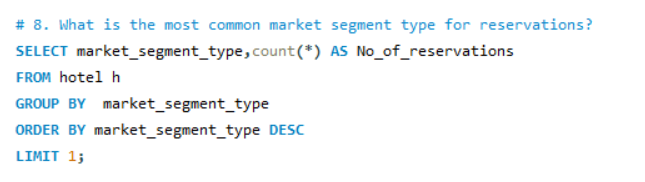 # 8. What is the most common market segment type for reservations?
SELECT market_segment_type,count(*) AS No_of_reservations
FROM hotel h
GROUP BY  market_segment_type
ORDER BY market_segment_type DESC
LIMIT 1;